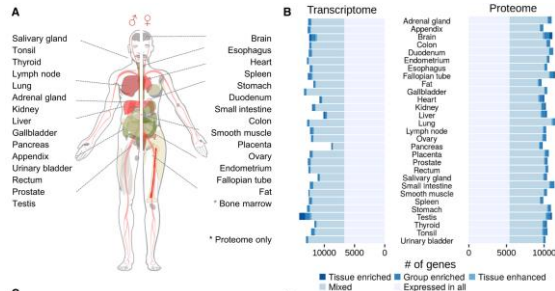 A
♂ ♀
Salivary gland
Tonsil
Thyroid
Lymph node
Lung
Adrenal gland
Kidney
Liver
Gallbladder
Pancreas
Appendix
Urinary bladder
Rectum
Prostate
Testis
Brain
Esophagus
Heart
Spleen
Stomach
Duodenum
Small intestine
Colon
Smooth muscle
Placenta
Ovary
Endometrium
Fallopian tube
Fat
* Bone marrow
* Proteome only
B
Transcriptome
Proteome
Adrenal gland
Appendix
Brain
Colon
Duodenum
Endometrium
Esophagus
Fallopian tube
Fat
Gallbladder
Heart
Kidney
Liver
Lung
Lymph node
Ovary
Pancreas
Placenta
Prostate
Rectum
Salivary gland
Small intestine
Smooth muscle
Spleen
Stomach
Testis
Thyroid
Tonsil
Urinary bladder
10000 5000 0
0 5000 10000
# of genes
Tissue enriched Group enriched Tissue enhanced
Mixed Expressed in all